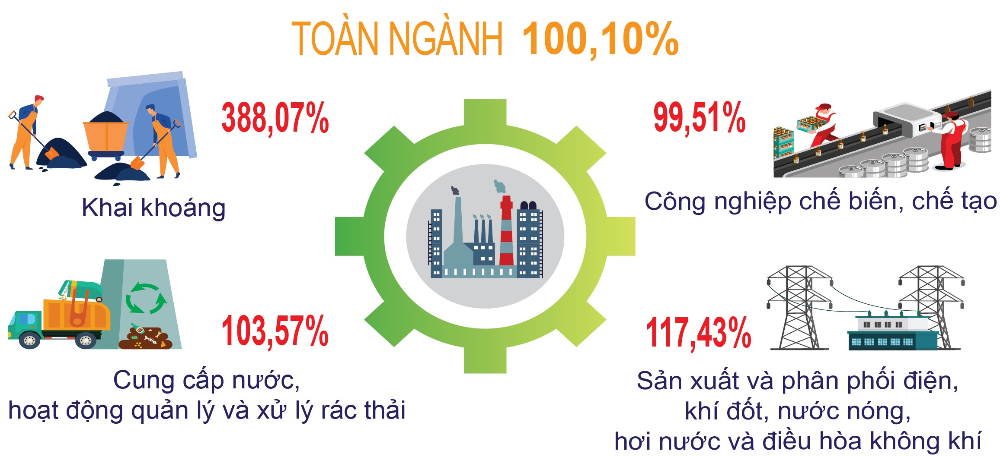 TOÀN NGÀNH 100,10%
388,07%
Khai khoáng
99,51%
Công nghiệp chế biến, chế tạo
103,57%
Cung cấp nước,
hoạt động quản lý và xử lý rác thải
117,43%
Sản xuất và phân phối điện,
khí đốt, nước nóng,
hơi nước và điều hòa không khí